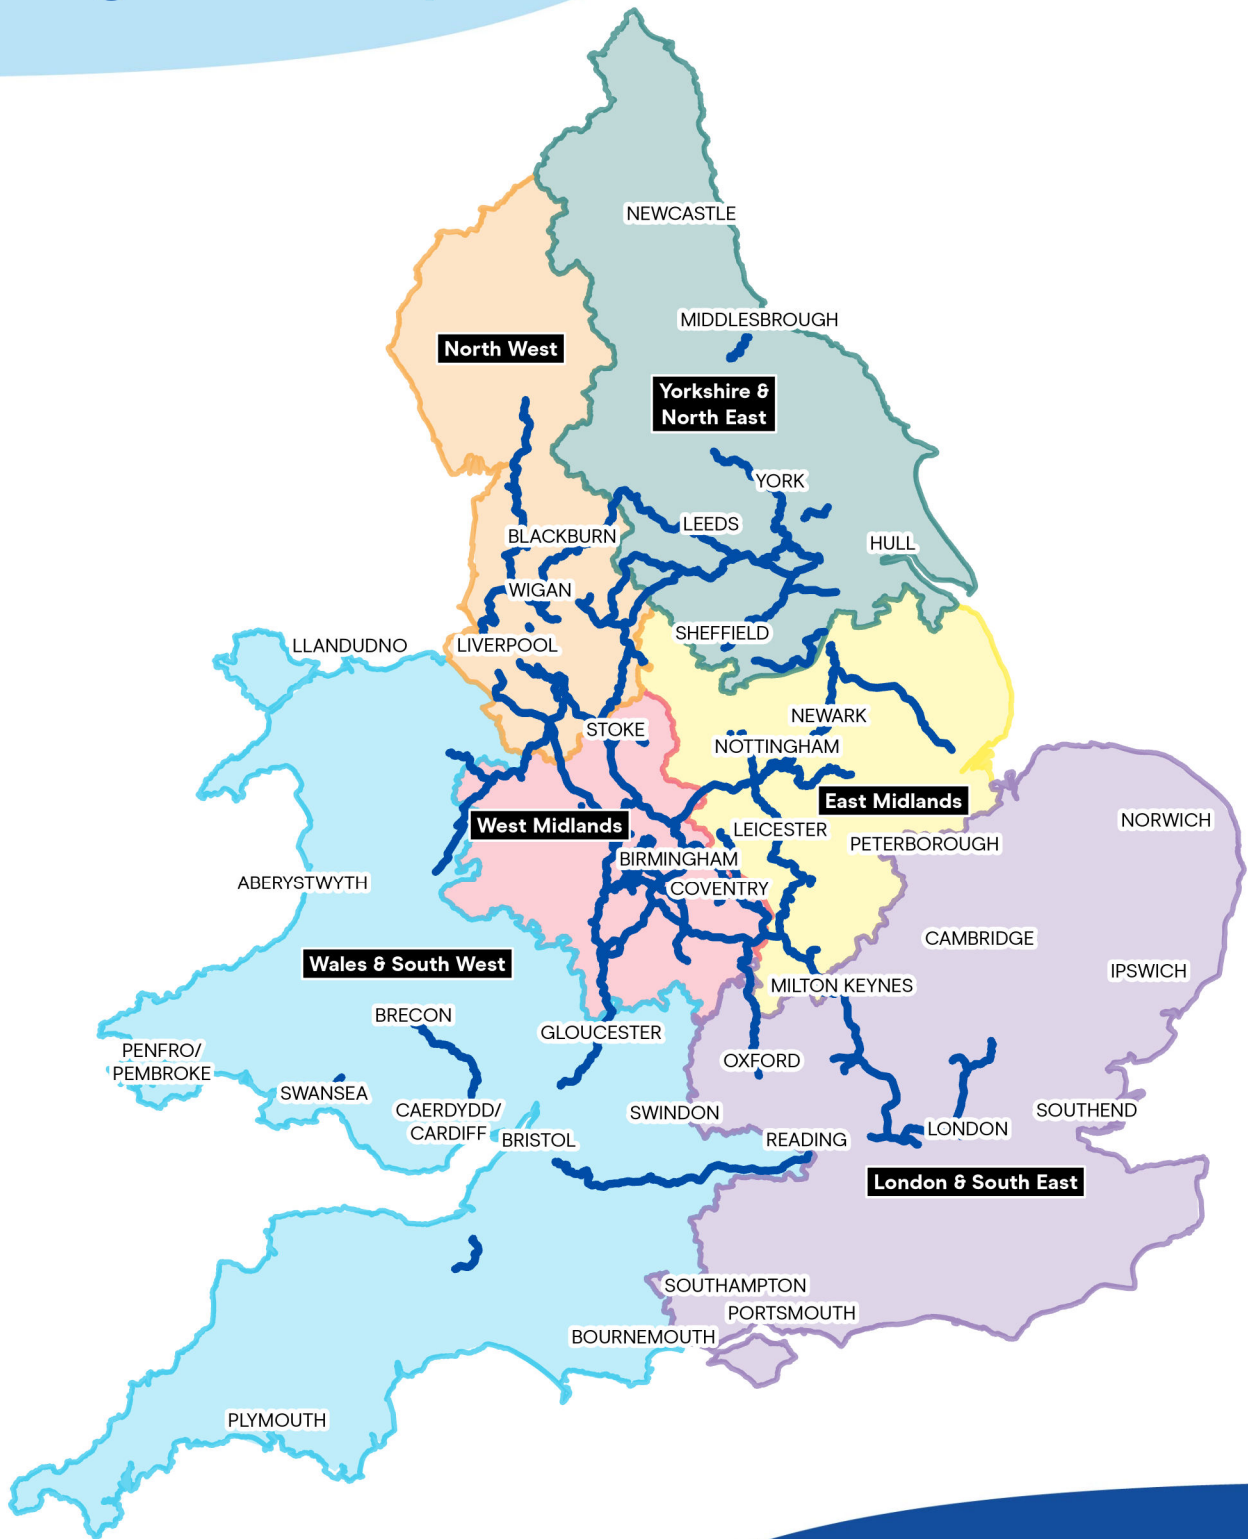 NEWCASTLE
MIDDLESBROUGH
North West
Yorkshire &
North East
YORK
LEEDS
BLACKBURN
HULL
WIGAN
SHEFFIELD
LLANDUDNO
LIVERPOOL
NEWARK
STOKE
NOTTINGHAM
East Midlands
NORWICH
West Midlands
LEICESTER
PETERBOROUGH
BIRMINGHAM
ABERYSTWYTH
COVENTRY
CAMBRIDGE
Wales & South West
IPSWICH
MILTON KEYNES
BRECON
GLOUCESTER
PENFRO/
PEMBROKE
OXFORD
SWANSEA
CAERDYDD/
CARDIFF
SWINDON
SOUTHEND
LONDON
BRISTOL
READING
London & South East
SOUTHAMPTON
PORTSMOUTH
BOURNEMOUTH
PLYMOUTH